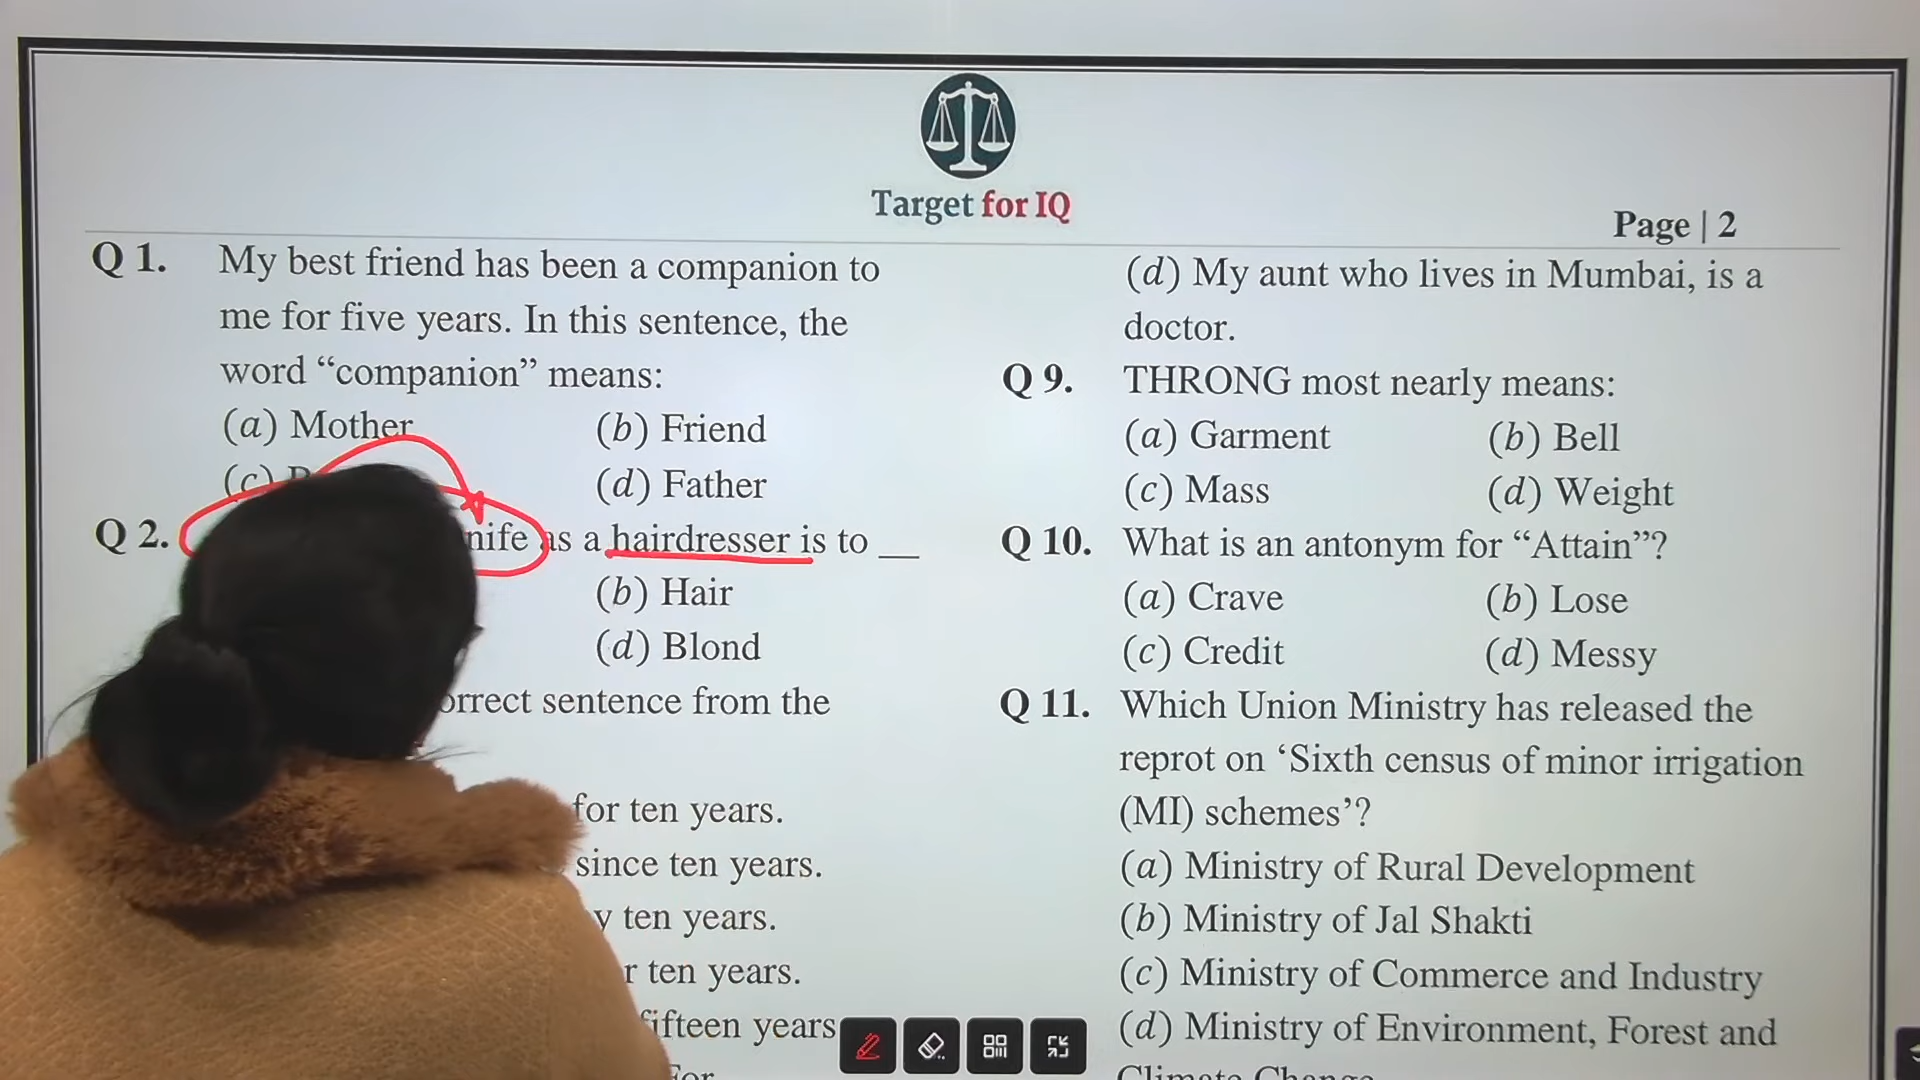 Target for IQ
Page | 2
Q 1. My best friend has been a companion to
me for five years. In this sentence, the
word “companion” means:
(a) Mother (b) Friend
(c) (d) Father
Q 2. as a hairdresser is to __
(b) Hair
(d) Blond
sentence from the
for ten years.
since ten years.
ten years.
ten years.
fifteen years
(d) My aunt who lives in Mumbai, is a
doctor.
Q 9. THRONG most nearly means:
(a) Garment (b) Bell
(c) Mass (d) Weight
Q 10. What is an antonym for “Attain”?
(a) Crave (b) Lose
(c) Credit (d) Messy
Q 11. Which Union Ministry has released the
reprot on ‘Sixth census of minor irrigation
(MI) schemes’?
(a) Ministry of Rural Development
(b) Ministry of Jal Shakti
(c) Ministry of Commerce and Industry
(d) Ministry of Environment, Forest and
Climate Change